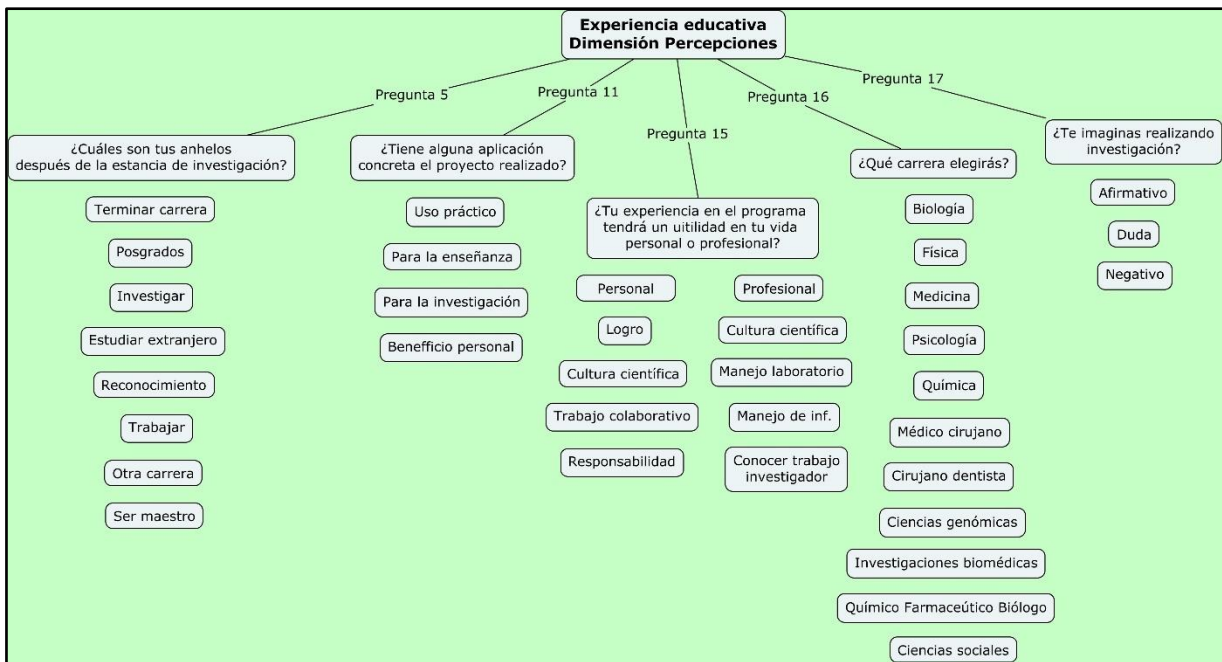 Experiencia educativa
Dimensión Percepciones
Pregunta 5
Pregunta 11
Pregunta 15
Pregunta 16
Pregunta 17
¿Cuáles son tus anhelos
después de la estancia de investigación?
Terminar carrera
Posgrados
Investigar
Estudiar extranjero
Reconocimiento
Trabajar
Otra carrera
Ser maestro
¿Tiene alguna aplicación
concreta el proyecto realizado?
Uso práctico
Para la enseñanza
Para la investigación
Benefficio personal
¿Tu experiencia en el programa
tendrá un uitilidad en tu vida
personal o profesional?
Personal
Logro
Cultura científica
Trabajo colaborativo
Responsabilidad
Profesional
Cultura científica
Manejo laboratorio
Manejo de inf.
Conocer trabajo
investigador
¿Qué carrera elegirás?
Biología
Física
Medicina
Psicología
Química
Médico cirujano
Cirujano dentista
Ciencias genómicas
Investigaciones biomédicas
Químico Farmaceútico Biólogo
Ciencias sociales
¿Te imaginas realizando
investigación?
Afirmativo
Duda
Negativo